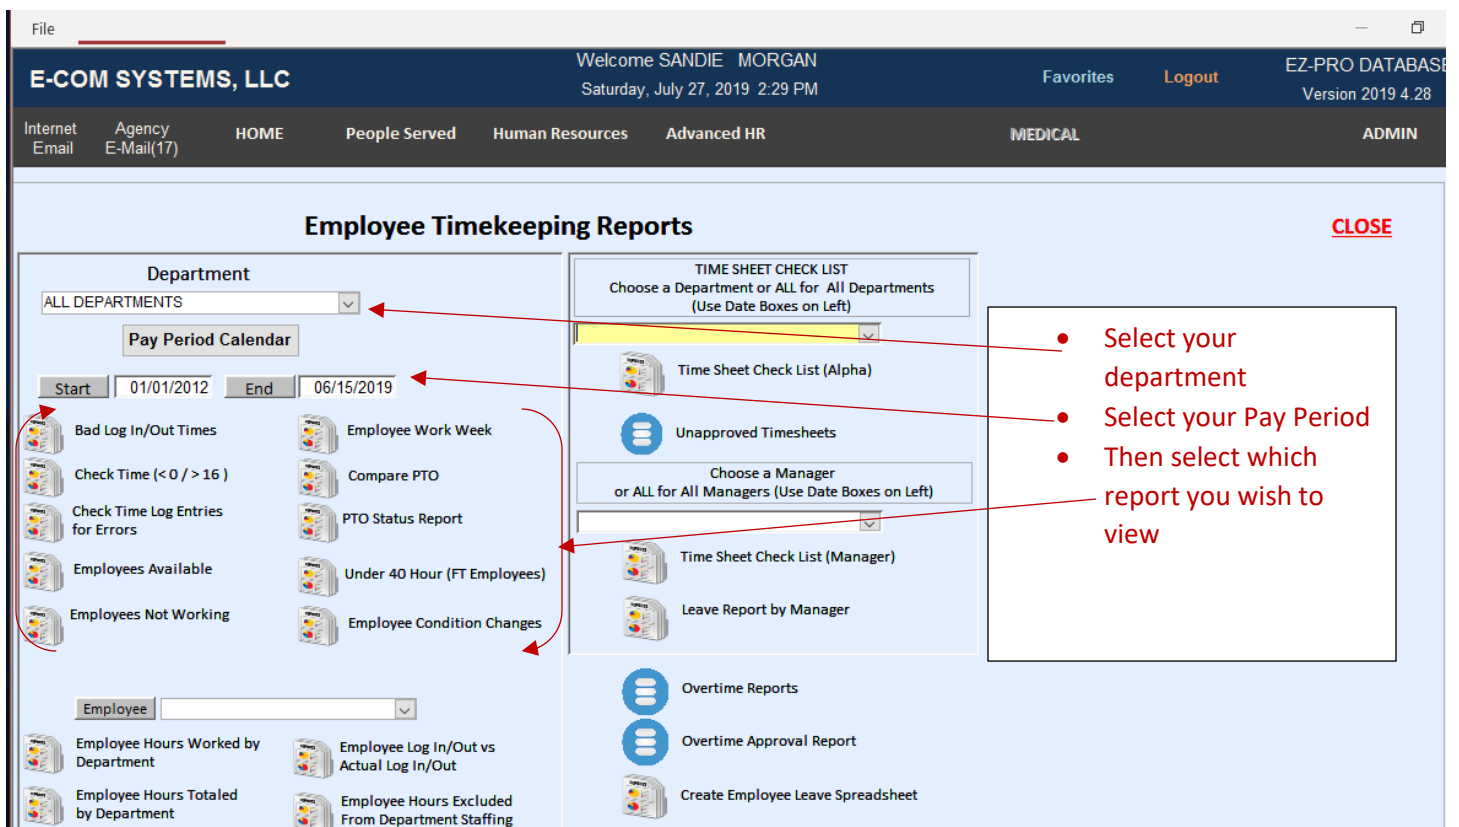 File
E-COM SYSTEMS, LLC
Welcome SANDIE MORGAN
Saturday, July 27, 2019 2:29 PM
Favorites
Logout
EZ-PRO DATABASE
Version 2019 4.28
Internet
Email
Agency
E-Mail(17)
HOME
People Served
Human Resources
Advanced HR
MEDICAL
ADMIN
Employee Timekeeping Reports
CLOSE
Department
ALL DEPARTMENTS
Pay Period Calendar
Start 01/01/2012 End 06/15/2019
Bad Log In/Out Times
Employee Work Week
Check Time (< 0 / > 16 )
Compare PTO
Check Time Log Entries
for Errors
PTO Status Report
Employees Available
Under 40 Hour (FT Employees)
Employees Not Working
Employee Condition Changes
Employee
Employee Hours Worked by
Department
Employee Log In/Out vs
Actual Log In/Out
Employee Hours Totaled
by Department
Employee Hours Excluded
From Department Staffing
TIME SHEET CHECK LIST
Choose a Department or ALL for All Departments
(Use Date Boxes on Left)
Time Sheet Check List (Alpha)
Unapproved Timesheets
Choose a Manager
or ALL for All Managers (Use Date Boxes on Left)
Time Sheet Check List (Manager)
Leave Report by Manager
Overtime Reports
Overtime Approval Report
Create Employee Leave Spreadsheet
• Select your
department
• Select your Pay Period
• Then select which
report you wish to
view